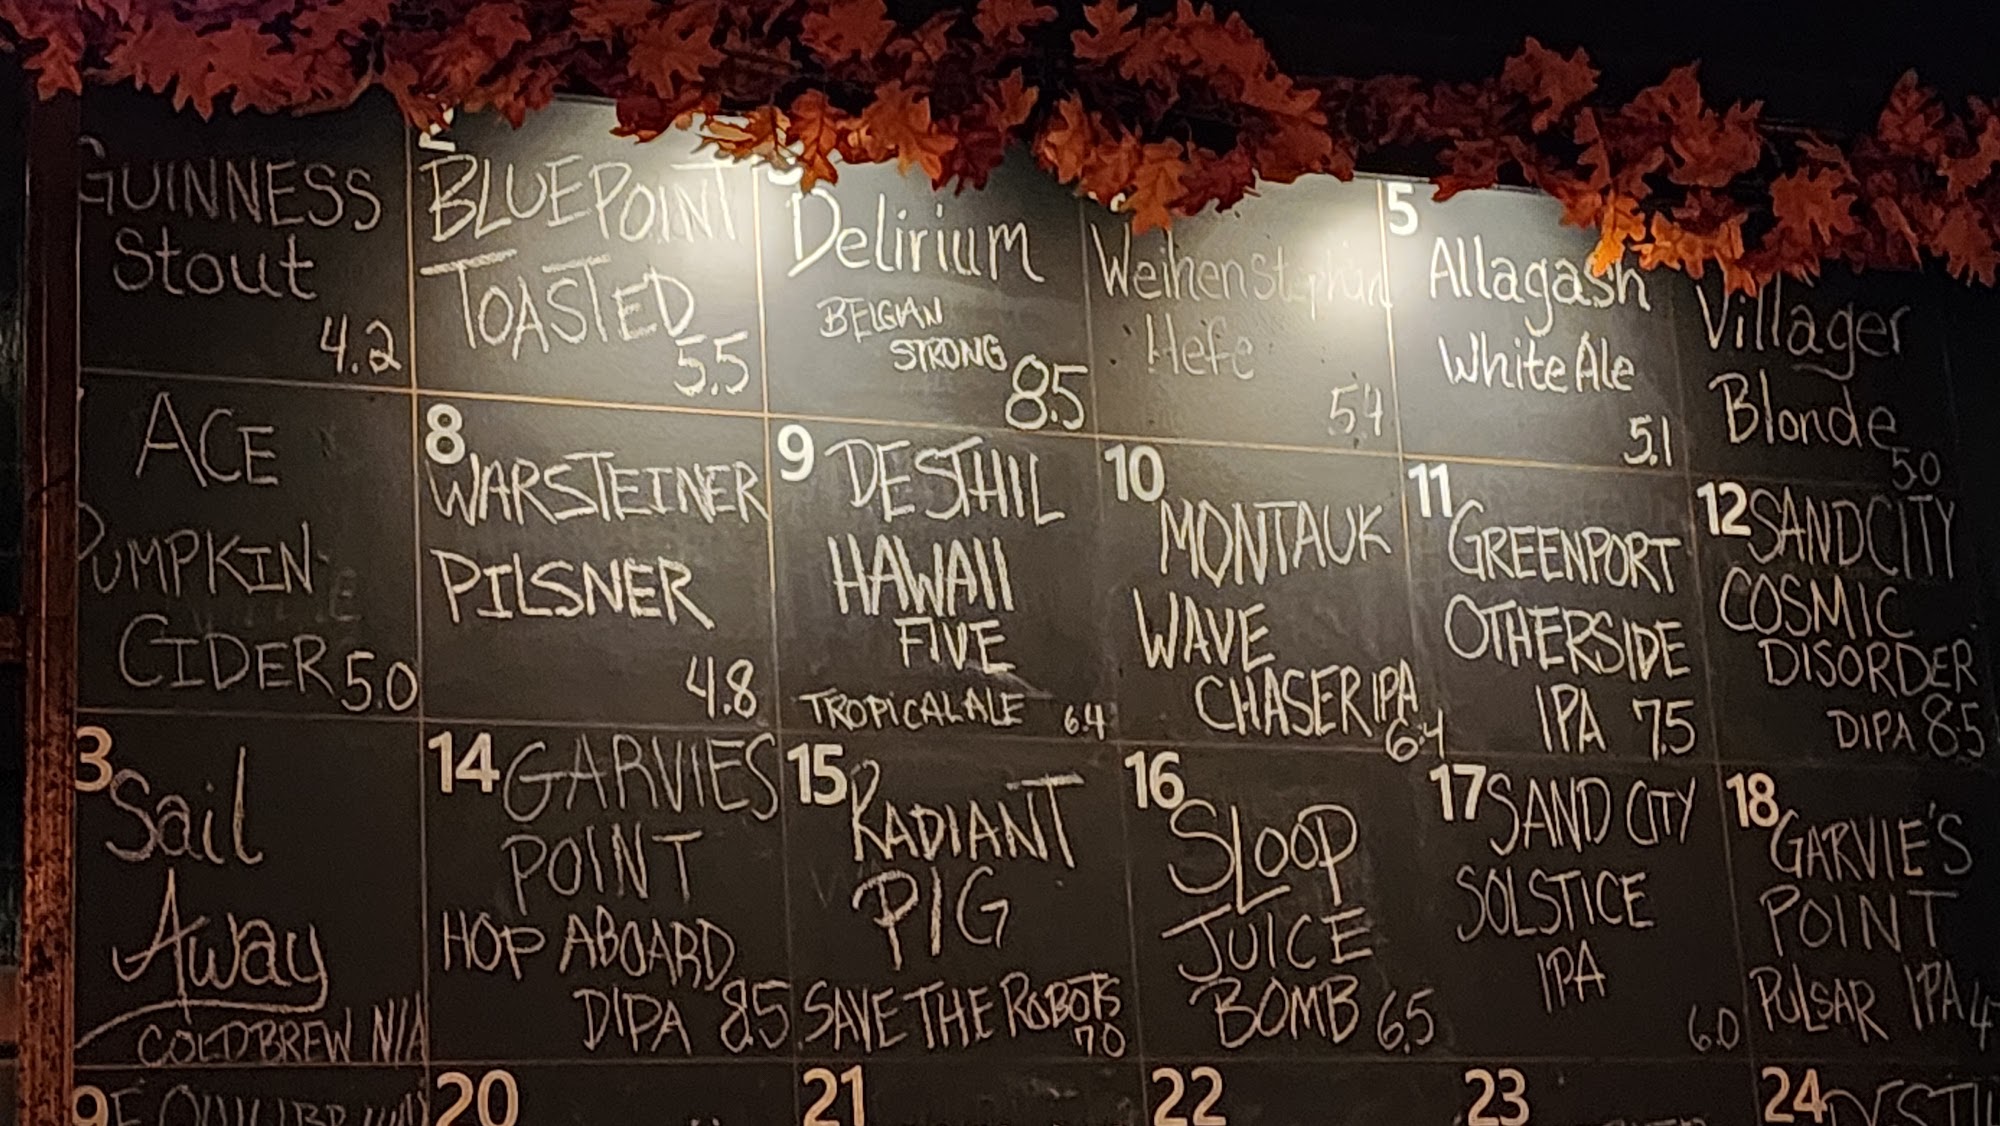 GUINNESS
Stout
4.2
2
BLUEPOINT
TOASTED
5.5
Delirium
BELGIAN
STRONG
8.5
Weihenstephan
Hefe
5.4
5
Allagash
White Ale
5.1
Villager
Blonde
5.0
ACE
PUMPKIN
CIDER 5.0
8
WARSTEINER
PILSNER
4.8
9 DESTHIL
HAWAII
FIVE
TROPICAL ALE 6.4
10
MONTAUK
WAVE
CHASER IPA
6.4
11
GREENPORT
OTHERSIDE
IPA 7.5
12 SANDCITY
COSMIC
DISORDER
DIPA 8.5
3
Sail
Away
COLDBREW N/A
14 GARVIES
POINT
HOP ABOARD
DIPA 8.5
15 RADIANT
PIG
SAVE THE ROBOTS
7.0
16
SLOOP
JUICE
BOMB 6.5
17 SAND CITY
SOLSTICE
IPA
6.0
18
GARVIE'S
POINT
PULSAR IPA 4
9
20
21
22
23
24